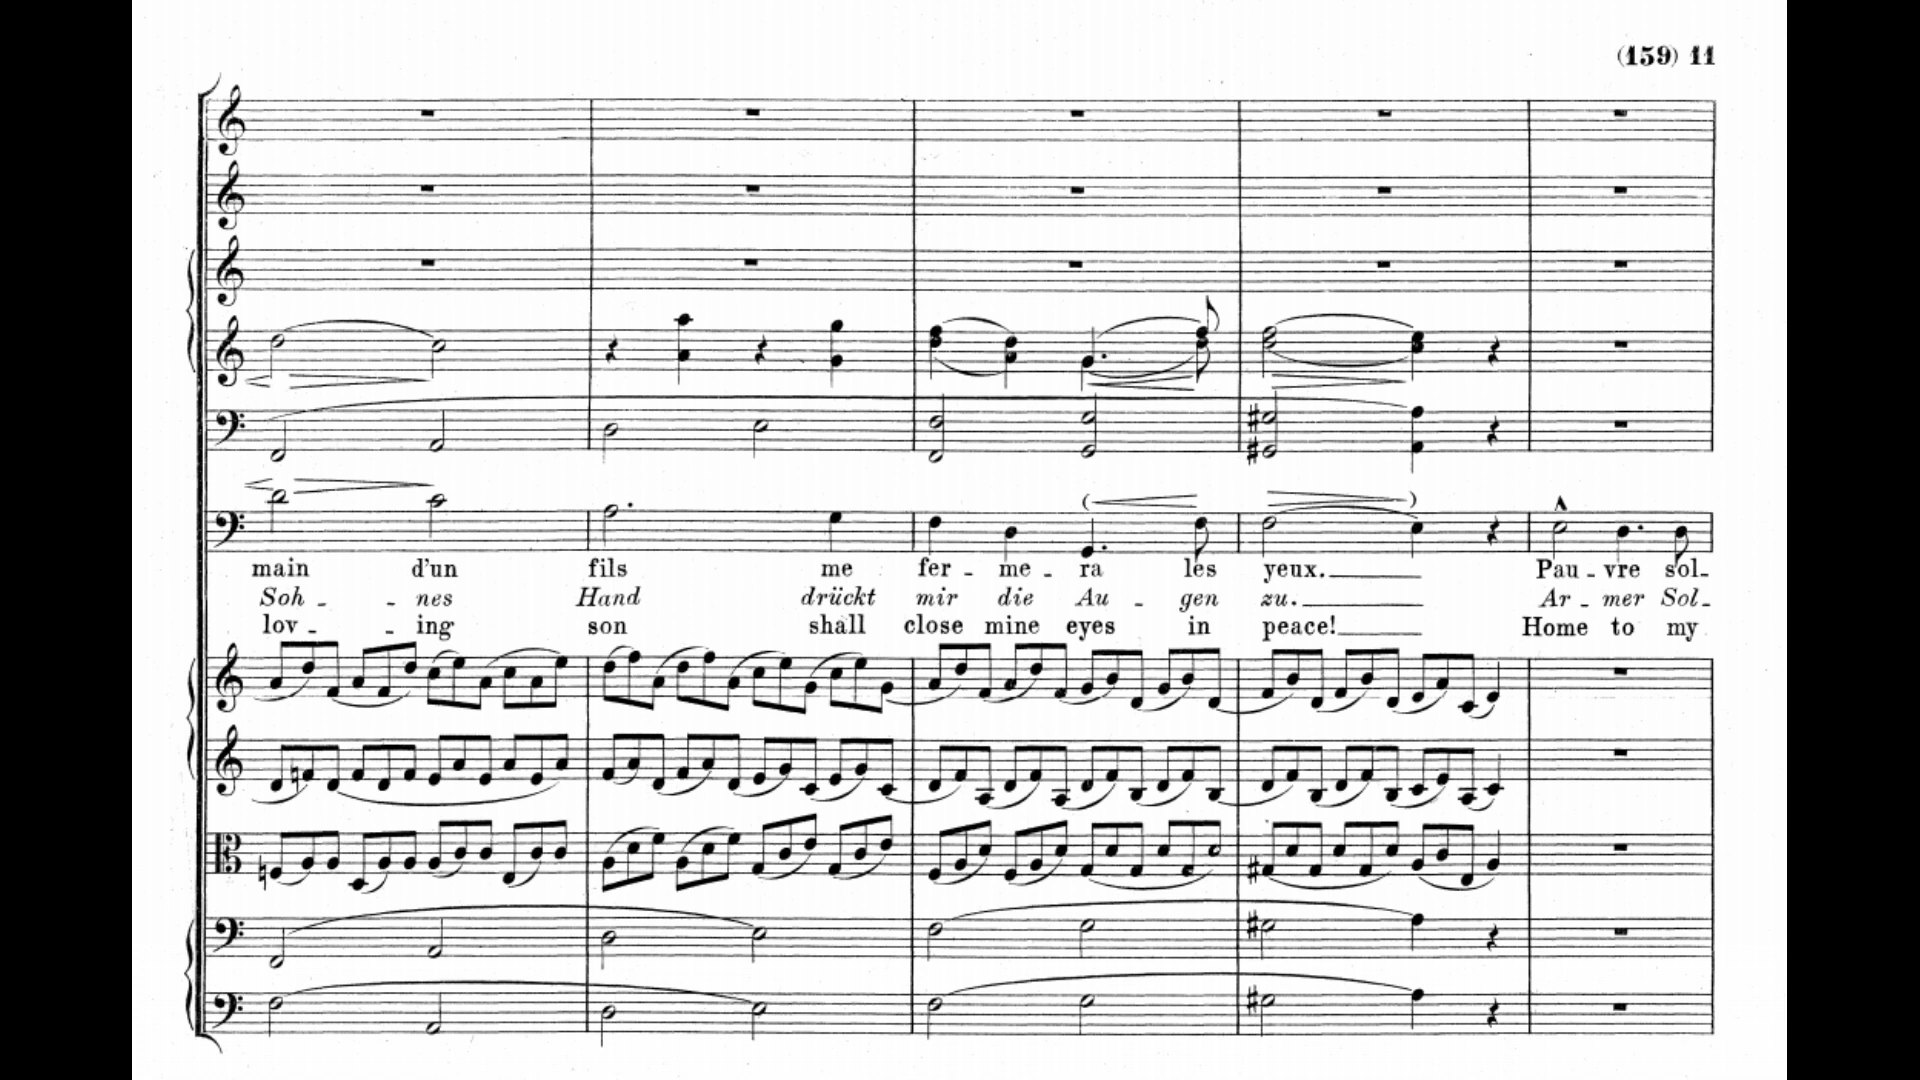 (159) 11
main d'un fils me fer - me - ra les yeux. Pau - vre sol -
Soh - - nes Hand drückt mir die Au - gen zu. Ar - mer Sol -
lov - - ing son shall close mine eyes in peace! Home to my